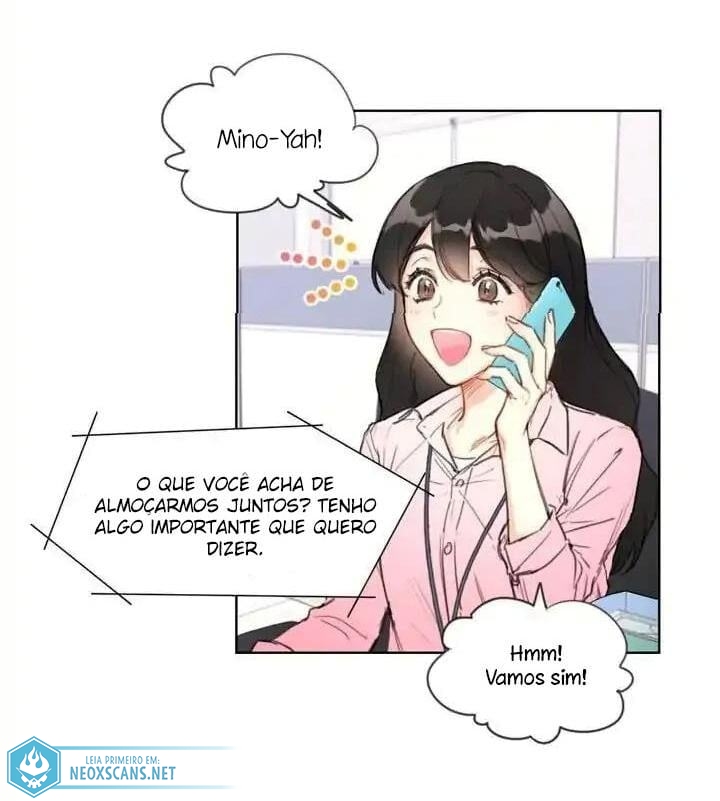 Mino-Yah!
O QUE VOCÊ ACHA DE
ALMOÇARMOS JUNTOS? TENHO
ALGO IMPORTANTE QUE QUERO
DIZER.
Hmm!
Vamos sim!
LEIA PRIMEIRO EM:
NEOXSCANS.NET